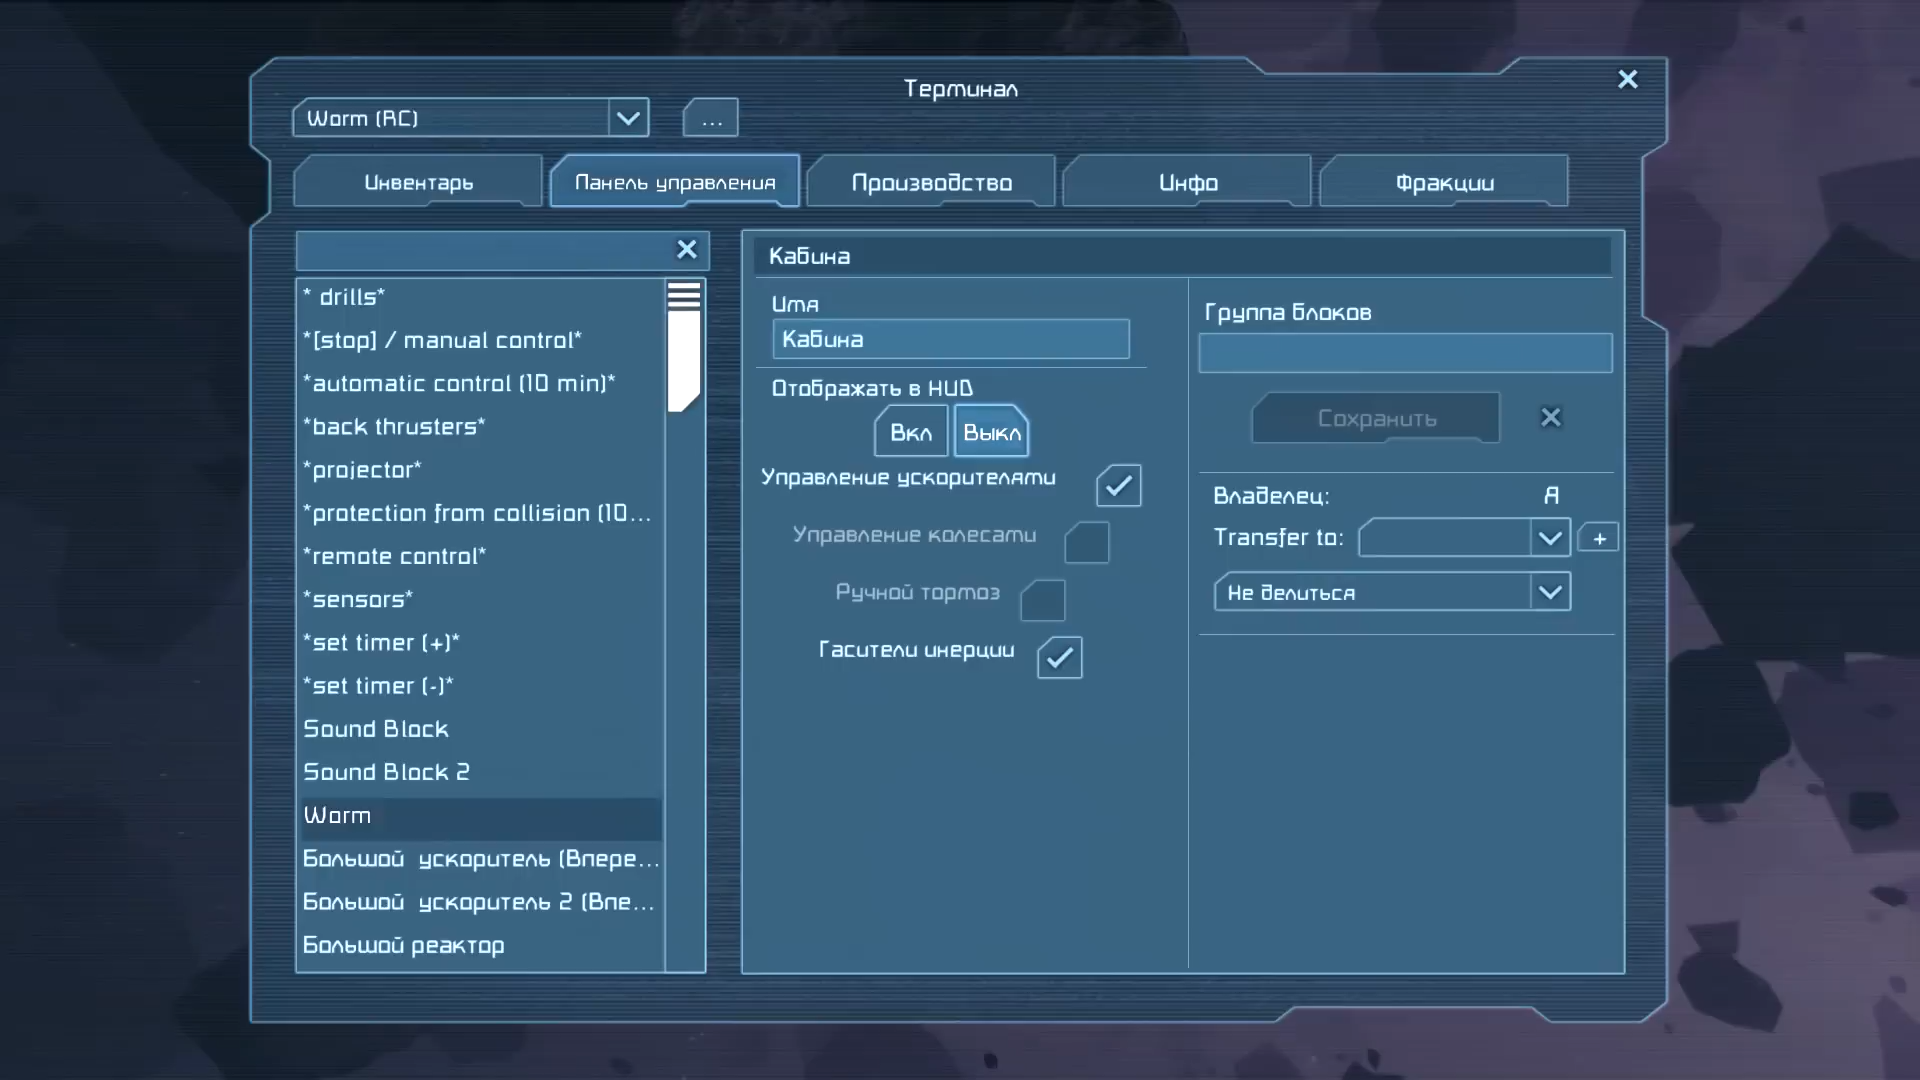 Терминал
Worm (RC)
...
Инвентарь
Панель управления
Производство
Инфо
Фракции
* drills*
*[stop] / manual control*
*automatic control (10 min)*
*back thrusters*
*projector*
*protection from collision (10...
*remote control*
*sensors*
*set timer (+)*
*set timer (-)*
Sound Block
Sound Block 2
Worm
Большой ускоритель (Впере...
Большой ускоритель 2 (Впе...
Большой реактор
Кабина
Имя
Кабина
Отображать в HUD
Вкл
Выкл
Управление ускорителями
Управление колесами
Ручной тормоз
Гасители инерции
Группа блоков
Сохранить
Владелец:
Я
Transfer to:
+
Не делиться